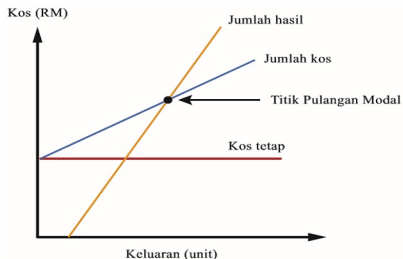 Kos (RM)
Jumlah hasil
Jumlah kos
Titik Pulangan Modal
Kos tetap
Keluaran (unit)